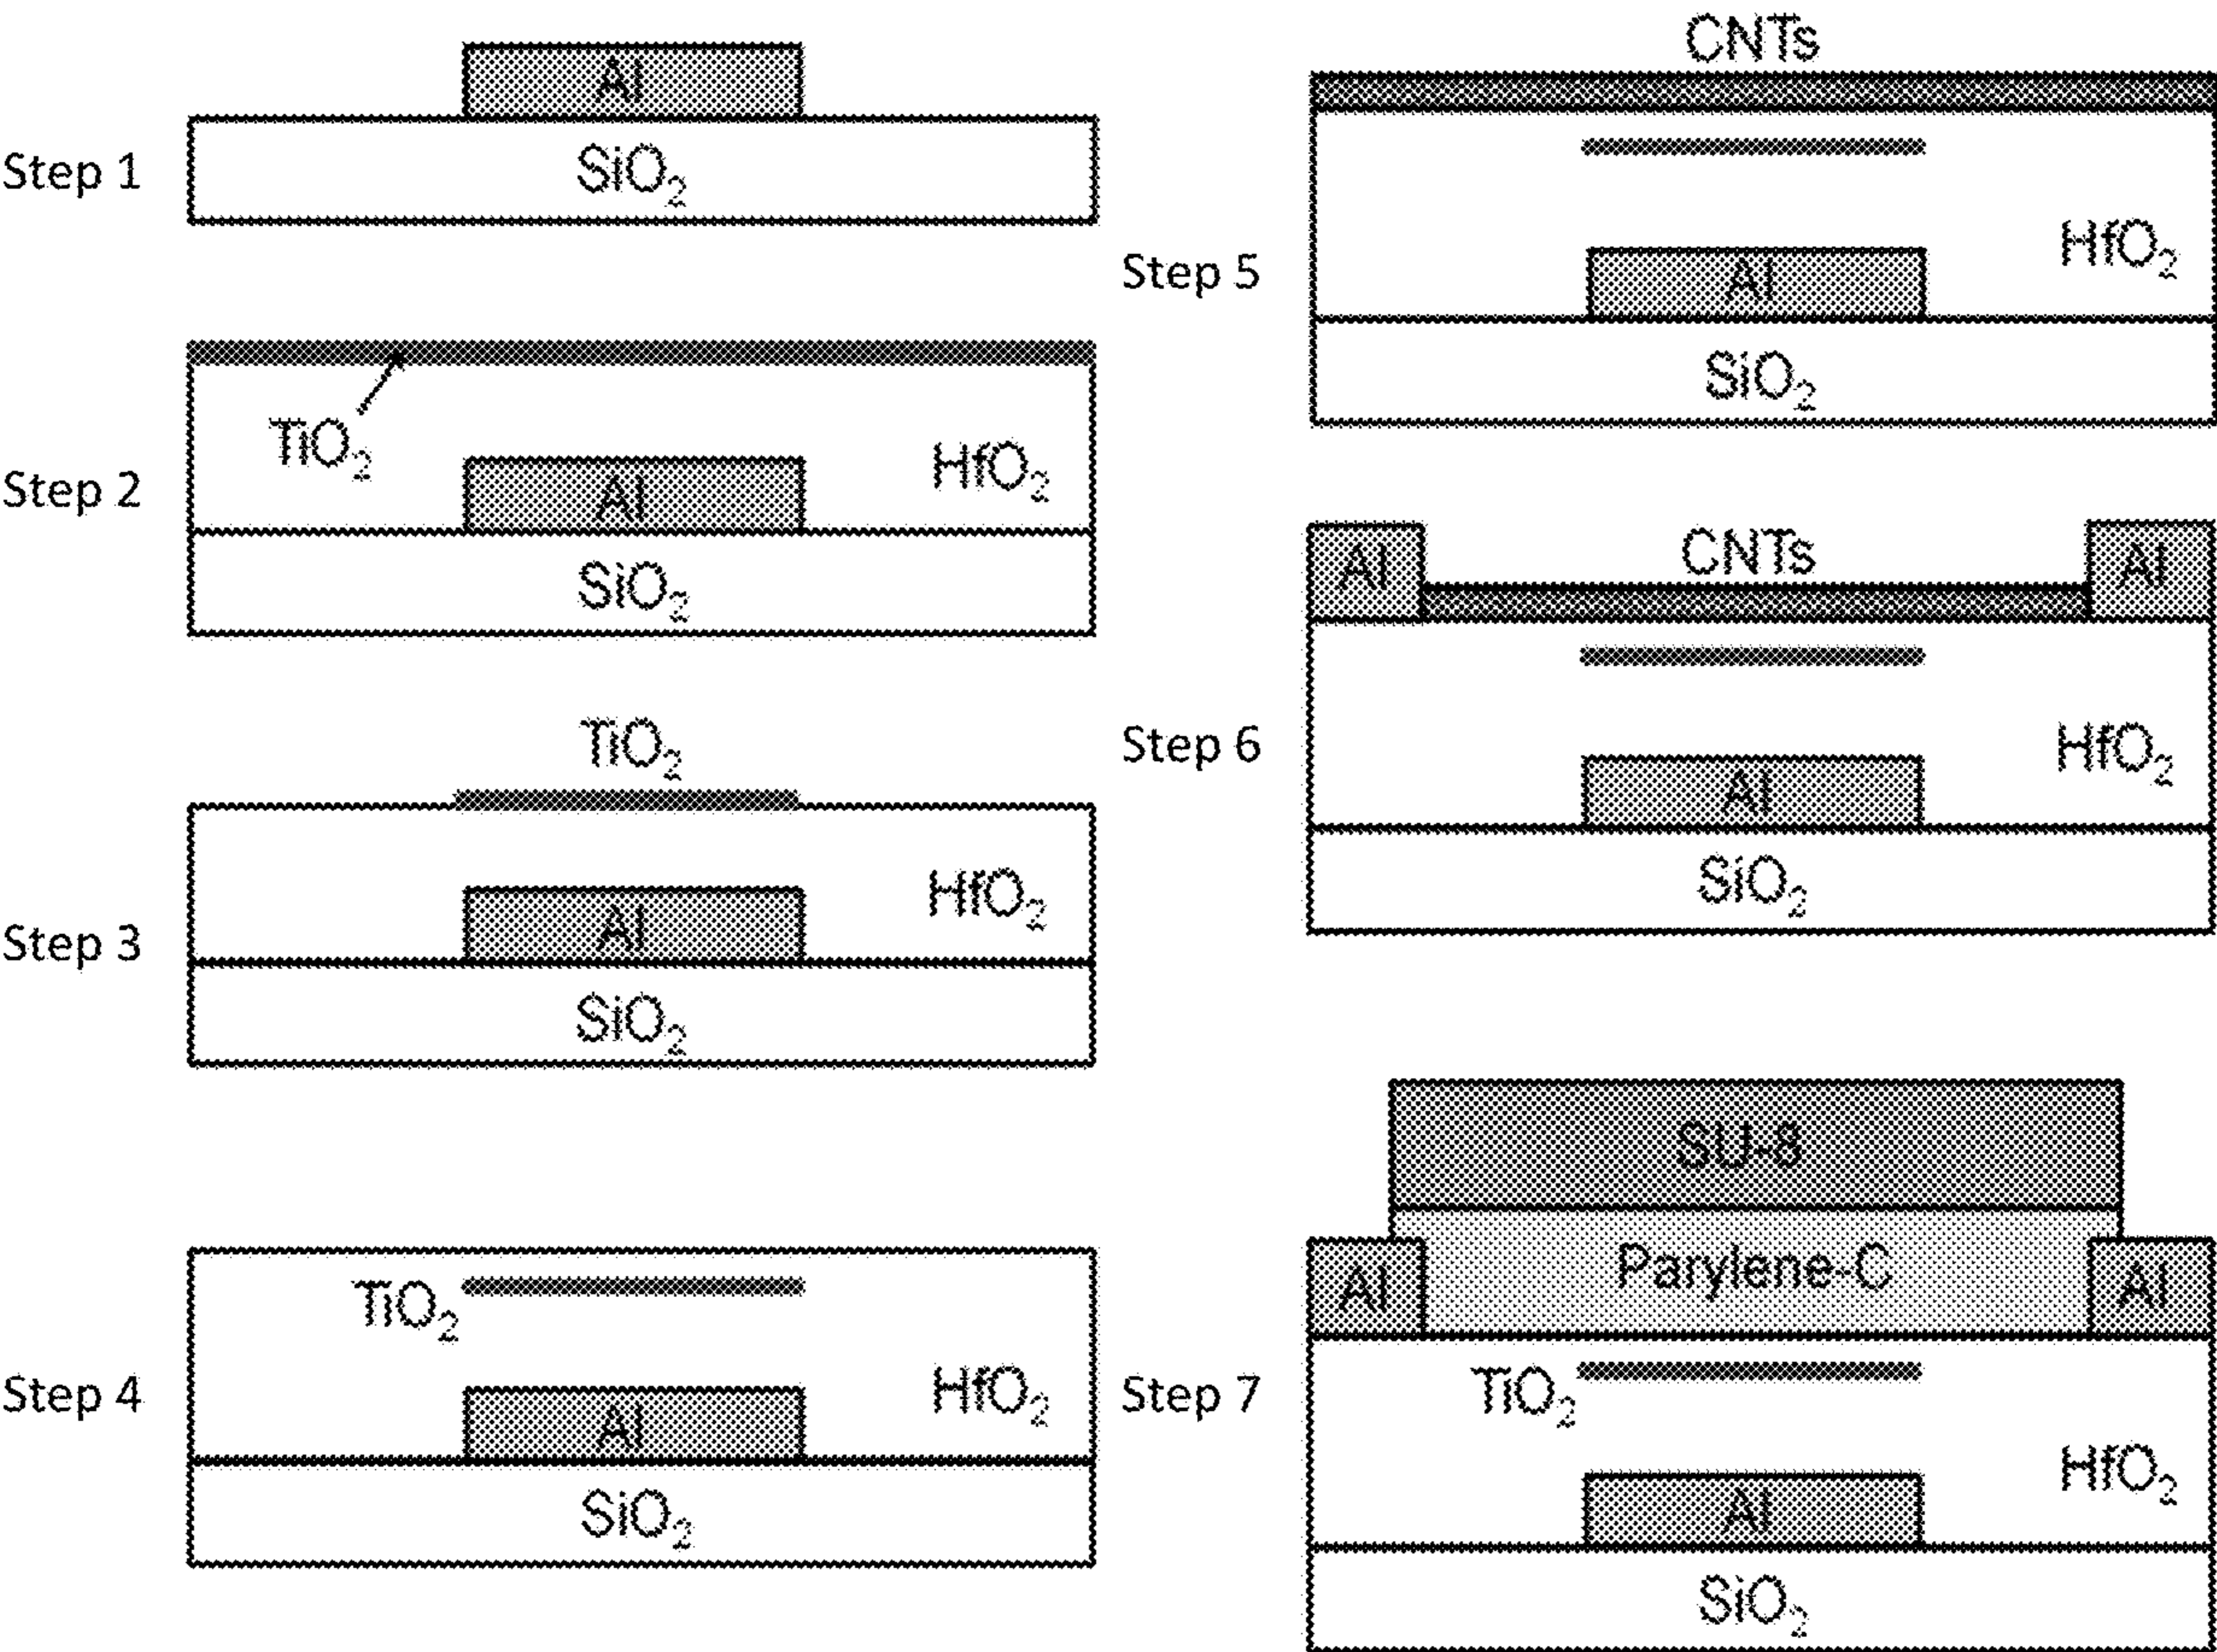 Step 1
Al
SiO₂
Step 2
TiO₂
HfO₂
Al
SiO₂
Step 3
TiO₂
HfO₂
Al
SiO₂
Step 4
TiO₂
HfO₂
Al
SiO₂
Step 5
CNTs
HfO₂
Al
SiO₂
Step 6
Al CNTs Al
HfO₂
Al
SiO₂
Step 7
SU-8
Al Parylene-C Al
TiO₂
HfO₂
Al
SiO₂